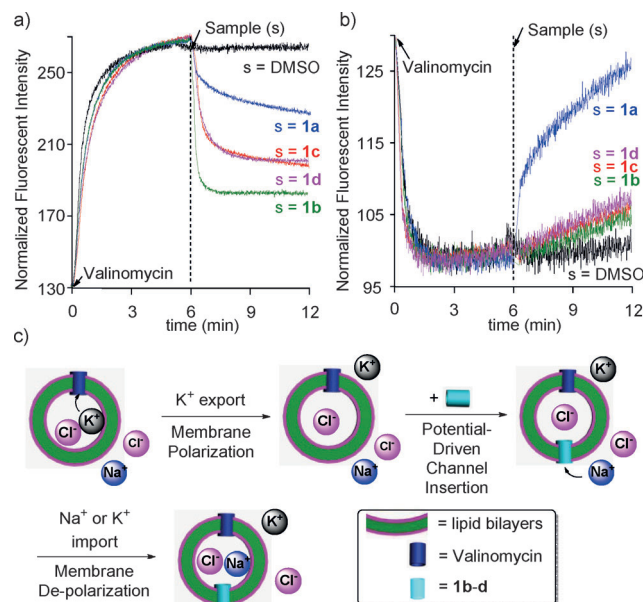 a)
Normalized Fluorescent Intensity
250
210
170
130
0
3
6
9
12
time (min)
Valinomycin
Sample (s)
s = DMSO
s = 1a
s = 1c
s = 1d
s = 1b
b)
Normalized Fluorescent Intensity
125
115
105
95
0
3
6
9
12
time (min)
Valinomycin
Sample (s)
s = 1a
s = 1d
s = 1c
s = 1b
s = DMSO
c)
K+
Cl-
Cl-
Na+
K+ export
Membrane
Polarization
K+
Cl-
Cl-
Na+
+
Potential-
Driven
Channel
Insertion
K+
Cl-
Cl-
Na+
Na+ or K+
import
Membrane
De-polarization
K+
Cl-
Na+
Cl-
= lipid bilayers
= Valinomycin
= 1b-d